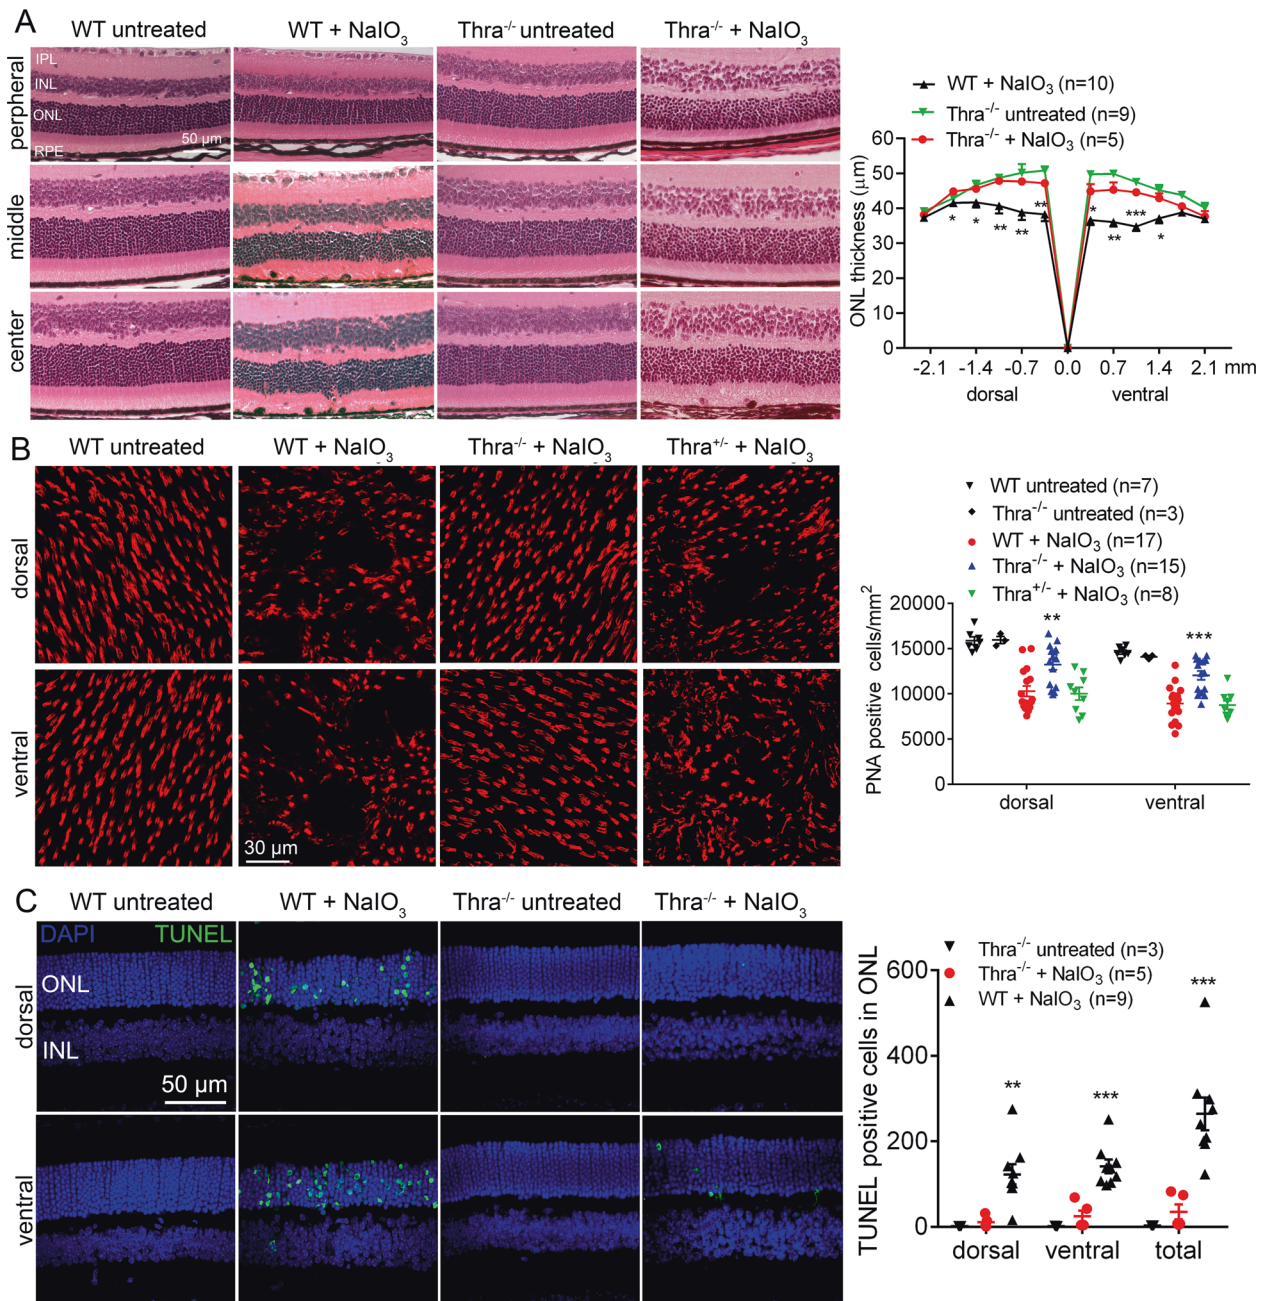 A
WT untreated
WT + NaIO3
Thra-/- untreated
Thra-/- + NaIO3
perpheral
middle
center
IPL
INL
ONL
50 µm
RPE
WT + NaIO3 (n=10)
Thra-/- untreated (n=9)
Thra-/- + NaIO3 (n=5)
ONL thickness (µm)
60
50
40
30
20
10
0
** * * ** ** * ** *** *
-2.1 -1.4 -0.7 0.0 0.7 1.4 2.1 mm
dorsal ventral
B
WT untreated
WT + NaIO3
Thra-/- + NaIO3
Thra+/- + NaIO3
dorsal
ventral
30 µm
WT untreated (n=7)
Thra-/- untreated (n=3)
WT + NaIO3 (n=17)
Thra-/- + NaIO3 (n=15)
Thra+/- + NaIO3 (n=8)
PNA positive cells/mm2
20000
15000
10000
5000
0
** ***
dorsal ventral
C
WT untreated
WT + NaIO3
Thra-/- untreated
Thra-/- + NaIO3
dorsal
ventral
DAPI TUNEL
ONL
INL
50 µm
Thra-/- untreated (n=3)
Thra-/- + NaIO3 (n=5)
WT + NaIO3 (n=9)
TUNEL positive cells in ONL
600
400
200
0
** *** ***
dorsal ventral total